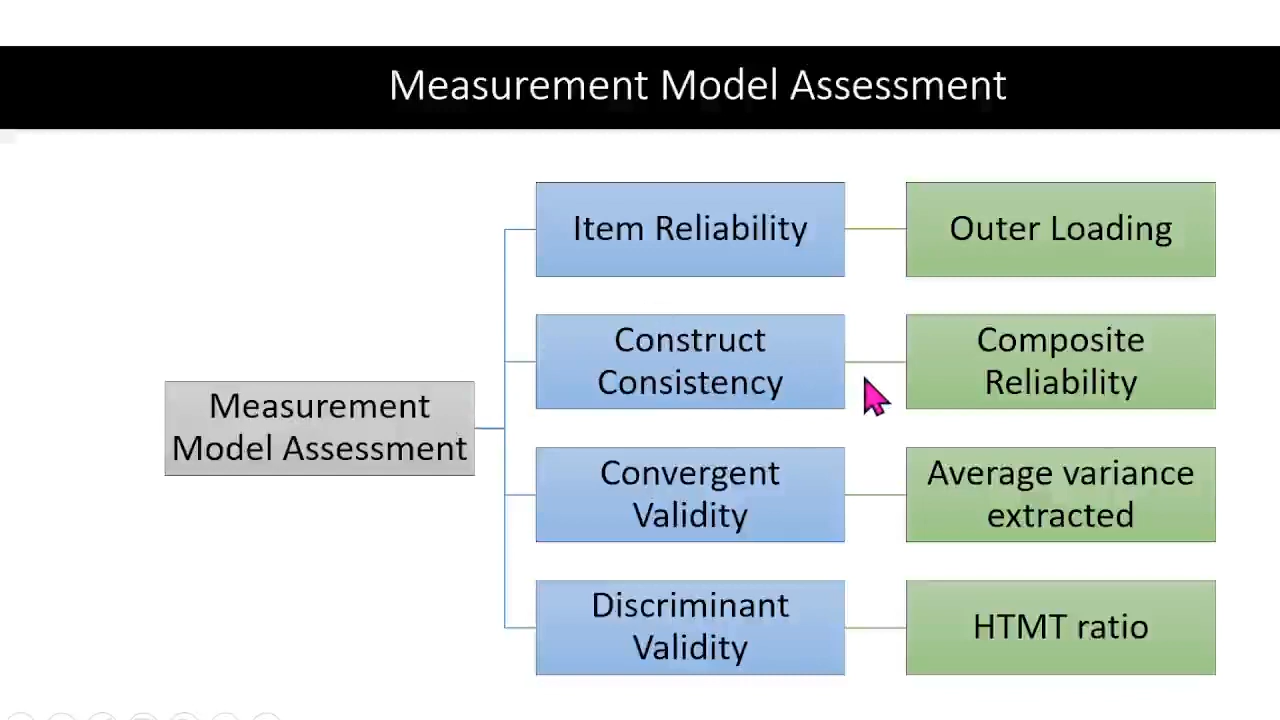 Measurement Model Assessment
Item Reliability
Outer Loading
Construct
Consistency
Composite
Reliability
Measurement
Model Assessment
Convergent
Validity
Average variance
extracted
Discriminant
Validity
HTMT ratio